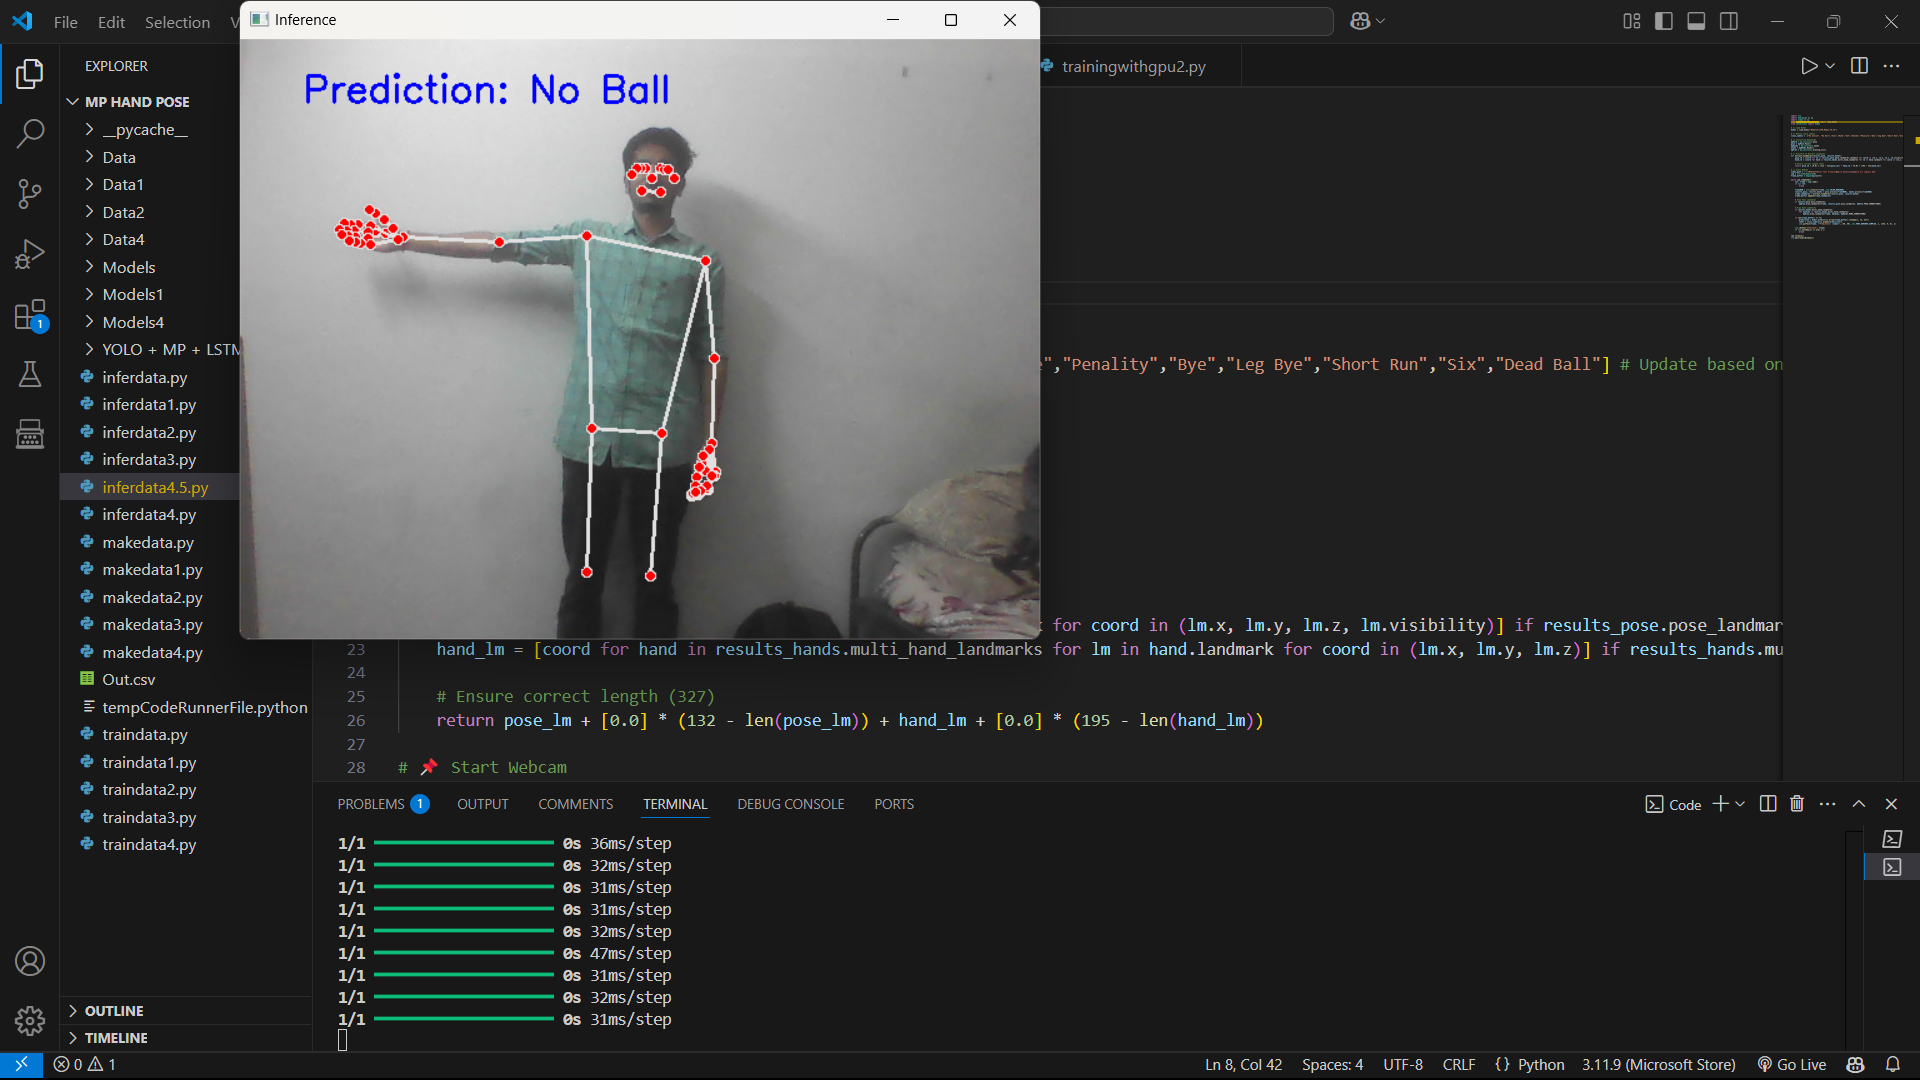 File Edit Selection V
Inference
Prediction: No Ball
trainingwithgpu2.py
EXPLORER
MP HAND POSE
__pycache__
Data
Data1
Data2
Data4
Models
Models1
Models4
YOLO + MP + LSTM
inferdata.py
inferdata1.py
inferdata2.py
inferdata3.py
inferdata4.5.py
inferdata4.py
makedata.py
makedata1.py
makedata2.py
makedata3.py
makedata4.py
Out.csv
tempCodeRunnerFile.python
traindata.py
traindata1.py
traindata2.py
traindata3.py
traindata4.py
OUTLINE
TIMELINE
1
","Penality","Bye","Leg Bye","Short Run","Six","Dead Ball"] # Update based on
for coord in (lm.x, lm.y, lm.z, lm.visibility)] if results_pose.pose_landmar
23 hand_lm = [coord for hand in results_hands.multi_hand_landmarks for lm in hand.landmark for coord in (lm.x, lm.y, lm.z)] if results_hands.mu
24
25 # Ensure correct length (327)
26 return pose_lm + [0.0] * (132 - len(pose_lm)) + hand_lm + [0.0] * (195 - len(hand_lm))
27
28 # 📌 Start Webcam
PROBLEMS 1 OUTPUT COMMENTS TERMINAL DEBUG CONSOLE PORTS
Code
1/1 0s 36ms/step
1/1 0s 32ms/step
1/1 0s 31ms/step
1/1 0s 31ms/step
1/1 0s 32ms/step
1/1 0s 47ms/step
1/1 0s 31ms/step
1/1 0s 32ms/step
1/1 0s 31ms/step
0 1 Ln 8, Col 42 Spaces: 4 UTF-8 CRLF {} Python 3.11.9 (Microsoft Store) Go Live